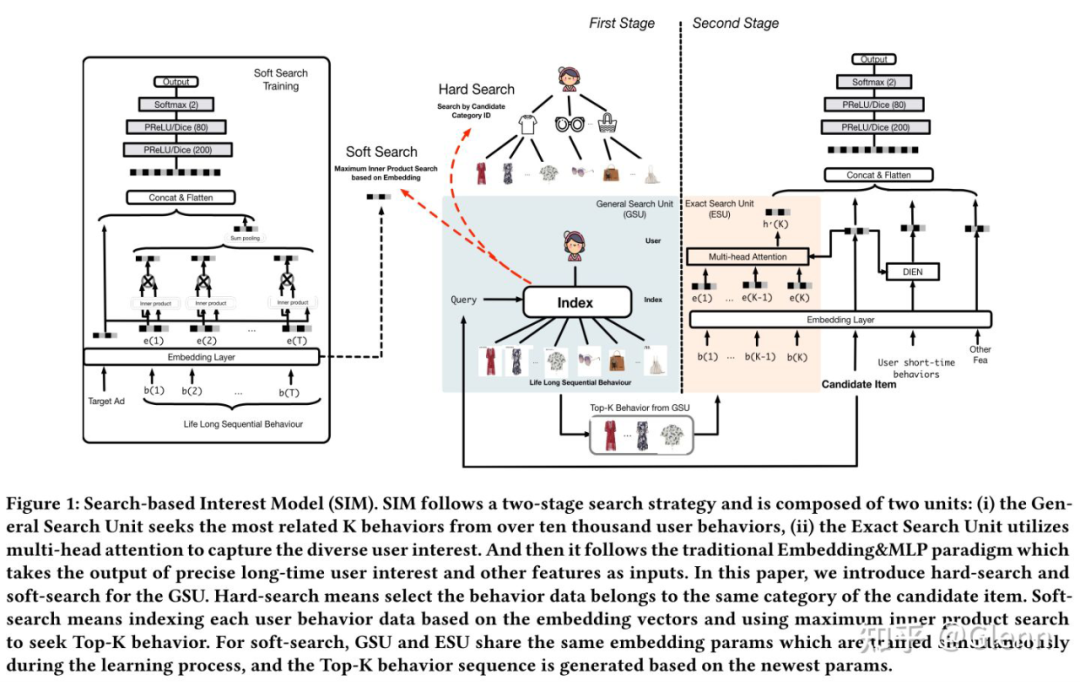 First Stage
Second Stage
Soft Search
Training
Output
Softmax (2)
PReLU/Dice (80)
PReLU/Dice (200)
Concat & Flatten
Sum pooling
Inner product
Inner product
Inner product
e(1)
e(2)
...
e(T)
Embedding Layer
Target Ad
b(1)
b(2)
...
b(T)
Life Long Sequential Behaviour
Hard Search
Search by Candidate
Category ID
Soft Search
Maximum Inner Product Search
based on Embedding
...
General Search Unit
(GSU)
User
Query
Index
Index
...
Life Long Sequential Behaviour
Top-K Behavior from GSU
...
Exact Search Unit
(ESU)
Output
Softmax (2)
PReLU/Dice (80)
PReLU/Dice (200)
Concat & Flatten
h'(K)
Multi-head Attention
DIEN
e(1) ... e(K-1) e(K)
Embedding Layer
b(1) ... b(K-1) b(K)
Candidate Item
User short-time
behaviors
Other
Fea
Figure 1: Search-based Interest Model (SIM). SIM follows a two-stage search strategy and is composed of two units: (i) the Gen-
eral Search Unit seeks the most related K behaviors from over ten thousand user behaviors, (ii) the Exact Search Unit utilizes
multi-head attention to capture the diverse user interest. And then it follows the traditional Embedding&MLP paradigm which
takes the output of precise long-time user interest and other features as inputs. In this paper, we introduce hard-search and
soft-search for the GSU. Hard-search means select the behavior data belongs to the same category of the candidate item. Soft-
search means indexing each user behavior data based on the embedding vectors and using maximum inner product search
to seek Top-K behavior. For soft-search, GSU and ESU share the same embedding params which are trained simultaneously
during the learning process, and the Top-K behavior sequence is generated based on the newest params.
知乎 @Glenn